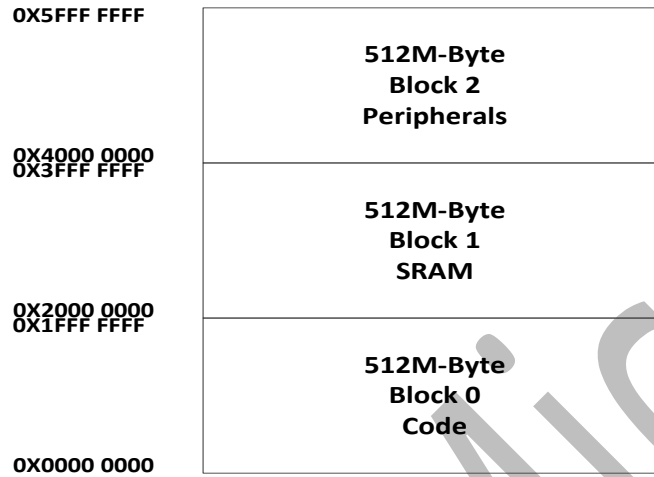 0X5FFF FFFF
512M-Byte
Block 2
Peripherals
0X4000 0000
0X3FFF FFFF
512M-Byte
Block 1
SRAM
0X2000 0000
0X1FFF FFFF
512M-Byte
Block 0
Code
0X0000 0000